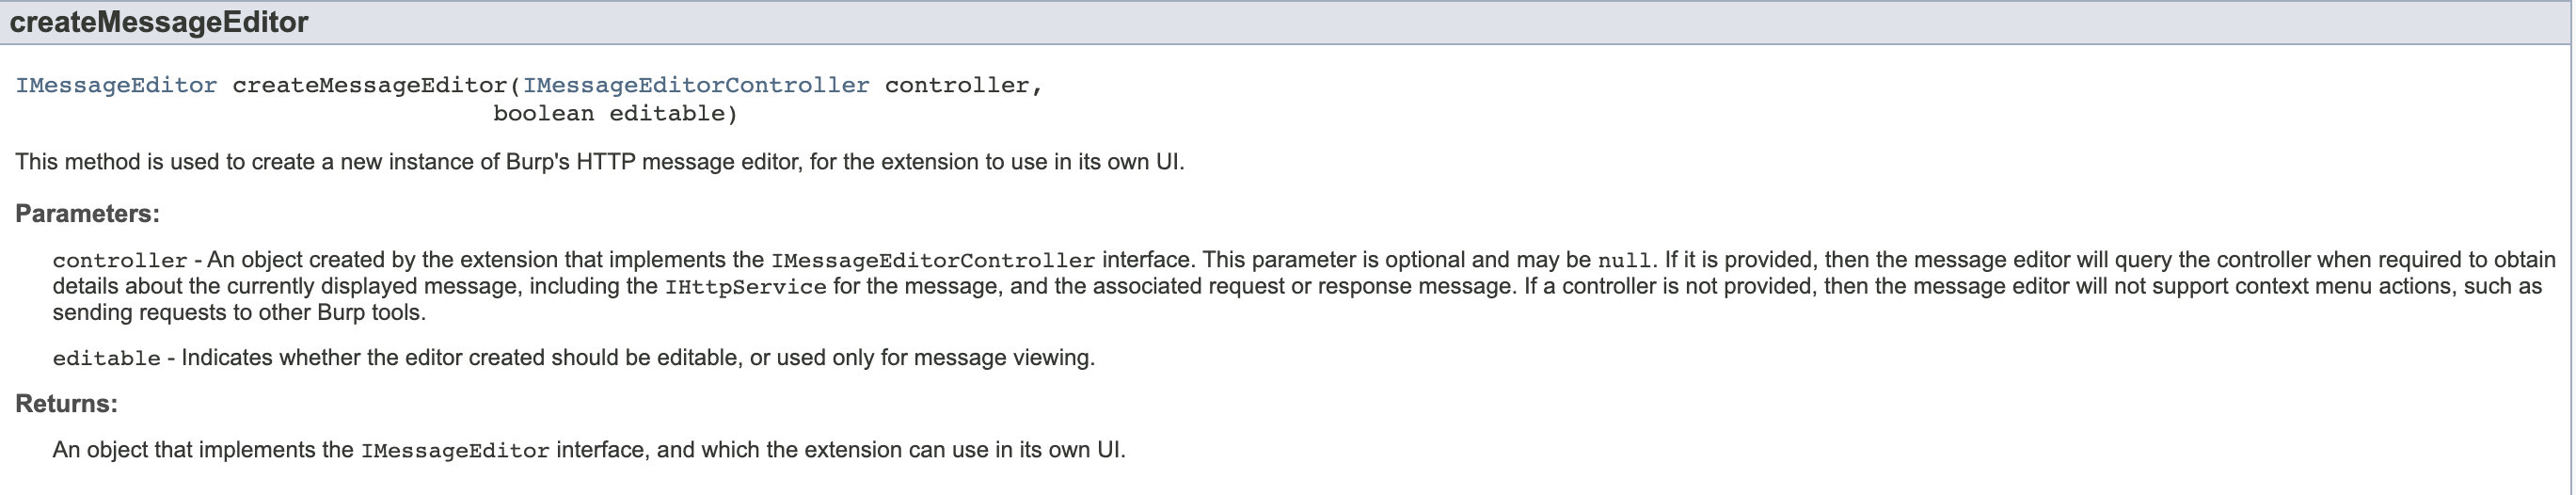 createMessageEditor
IMessageEditor createMessageEditor(IMessageEditorController controller,
boolean editable)
This method is used to create a new instance of Burp's HTTP message editor, for the extension to use in its own UI.
Parameters:
controller - An object created by the extension that implements the IMessageEditorController interface. This parameter is optional and may be null. If it is provided, then the message editor will query the controller when required to obtain
details about the currently displayed message, including the IHttpService for the message, and the associated request or response message. If a controller is not provided, then the message editor will not support context menu actions, such as
sending requests to other Burp tools.
editable - Indicates whether the editor created should be editable, or used only for message viewing.
Returns:
An object that implements the IMessageEditor interface, and which the extension can use in its own UI.